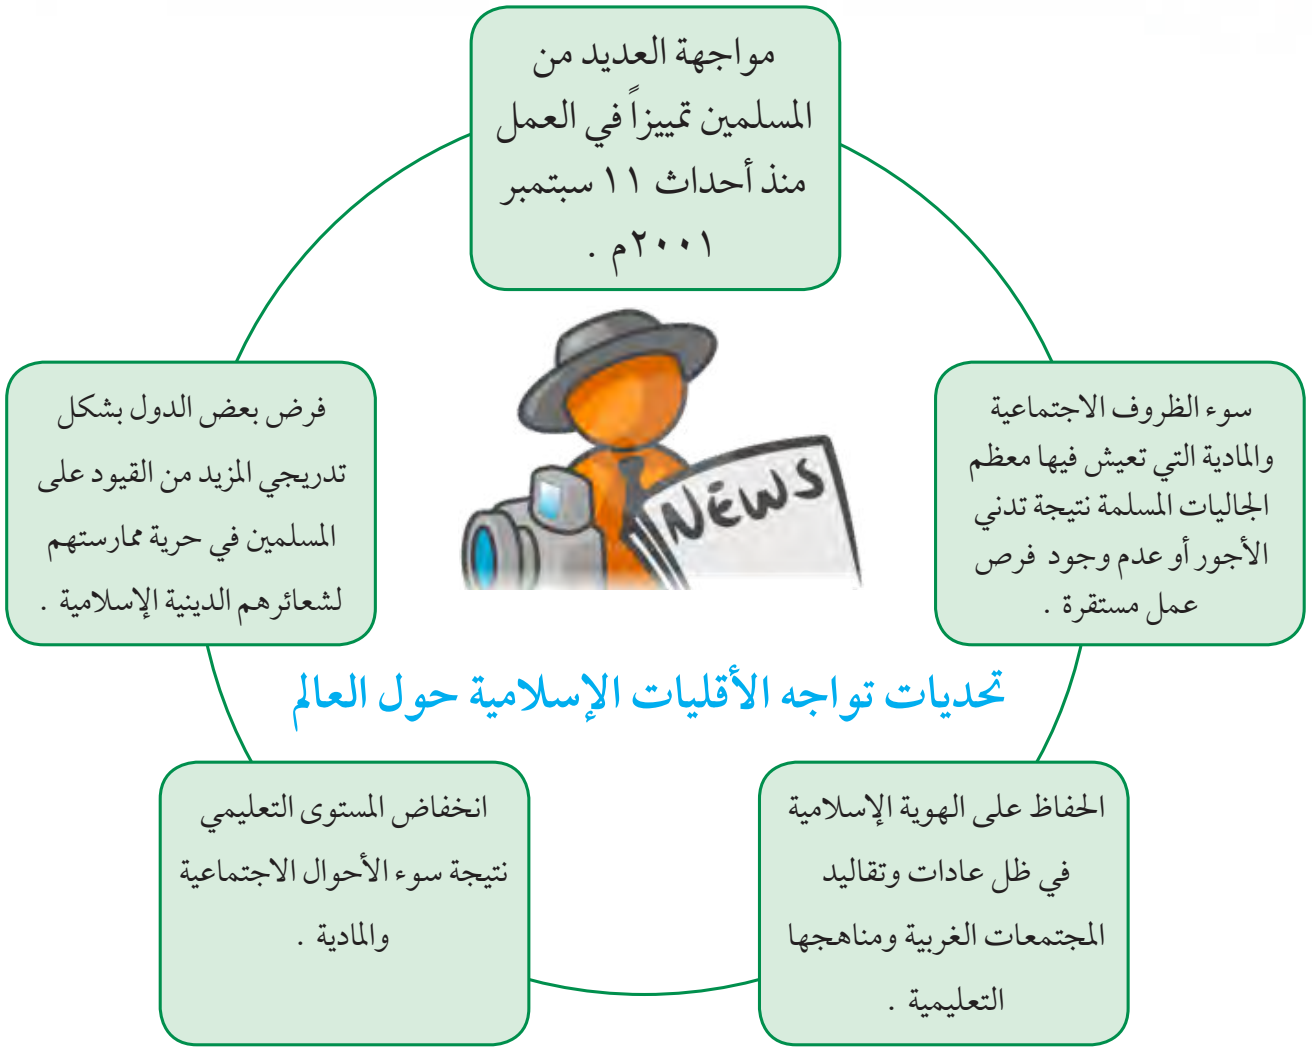 مواجهة العديد من
المسلمين تمييزاً في العمل
منذ أحداث ١١ سبتمبر
٢٠٠١م .
سوء الظروف الاجتماعية
والمادية التي تعيش فيها معظم
الجاليات المسلمة نتيجة تدني
الأجور أو عدم وجود فرص
عمل مستقرة .
فرض بعض الدول بشكل
تدريجي المزيد من القيود على
المسلمين في حرية ممارستهم
لشعائرهم الدينية الإسلامية .
NEWS
تحديات تواجه الأقليات الإسلامية حول العالم
الحفاظ على الهوية الإسلامية
في ظل عادات وتقاليد
المجتمعات الغربية ومناهجها
التعليمية .
انخفاض المستوى التعليمي
نتيجة سوء الأحوال الاجتماعية
والمادية .